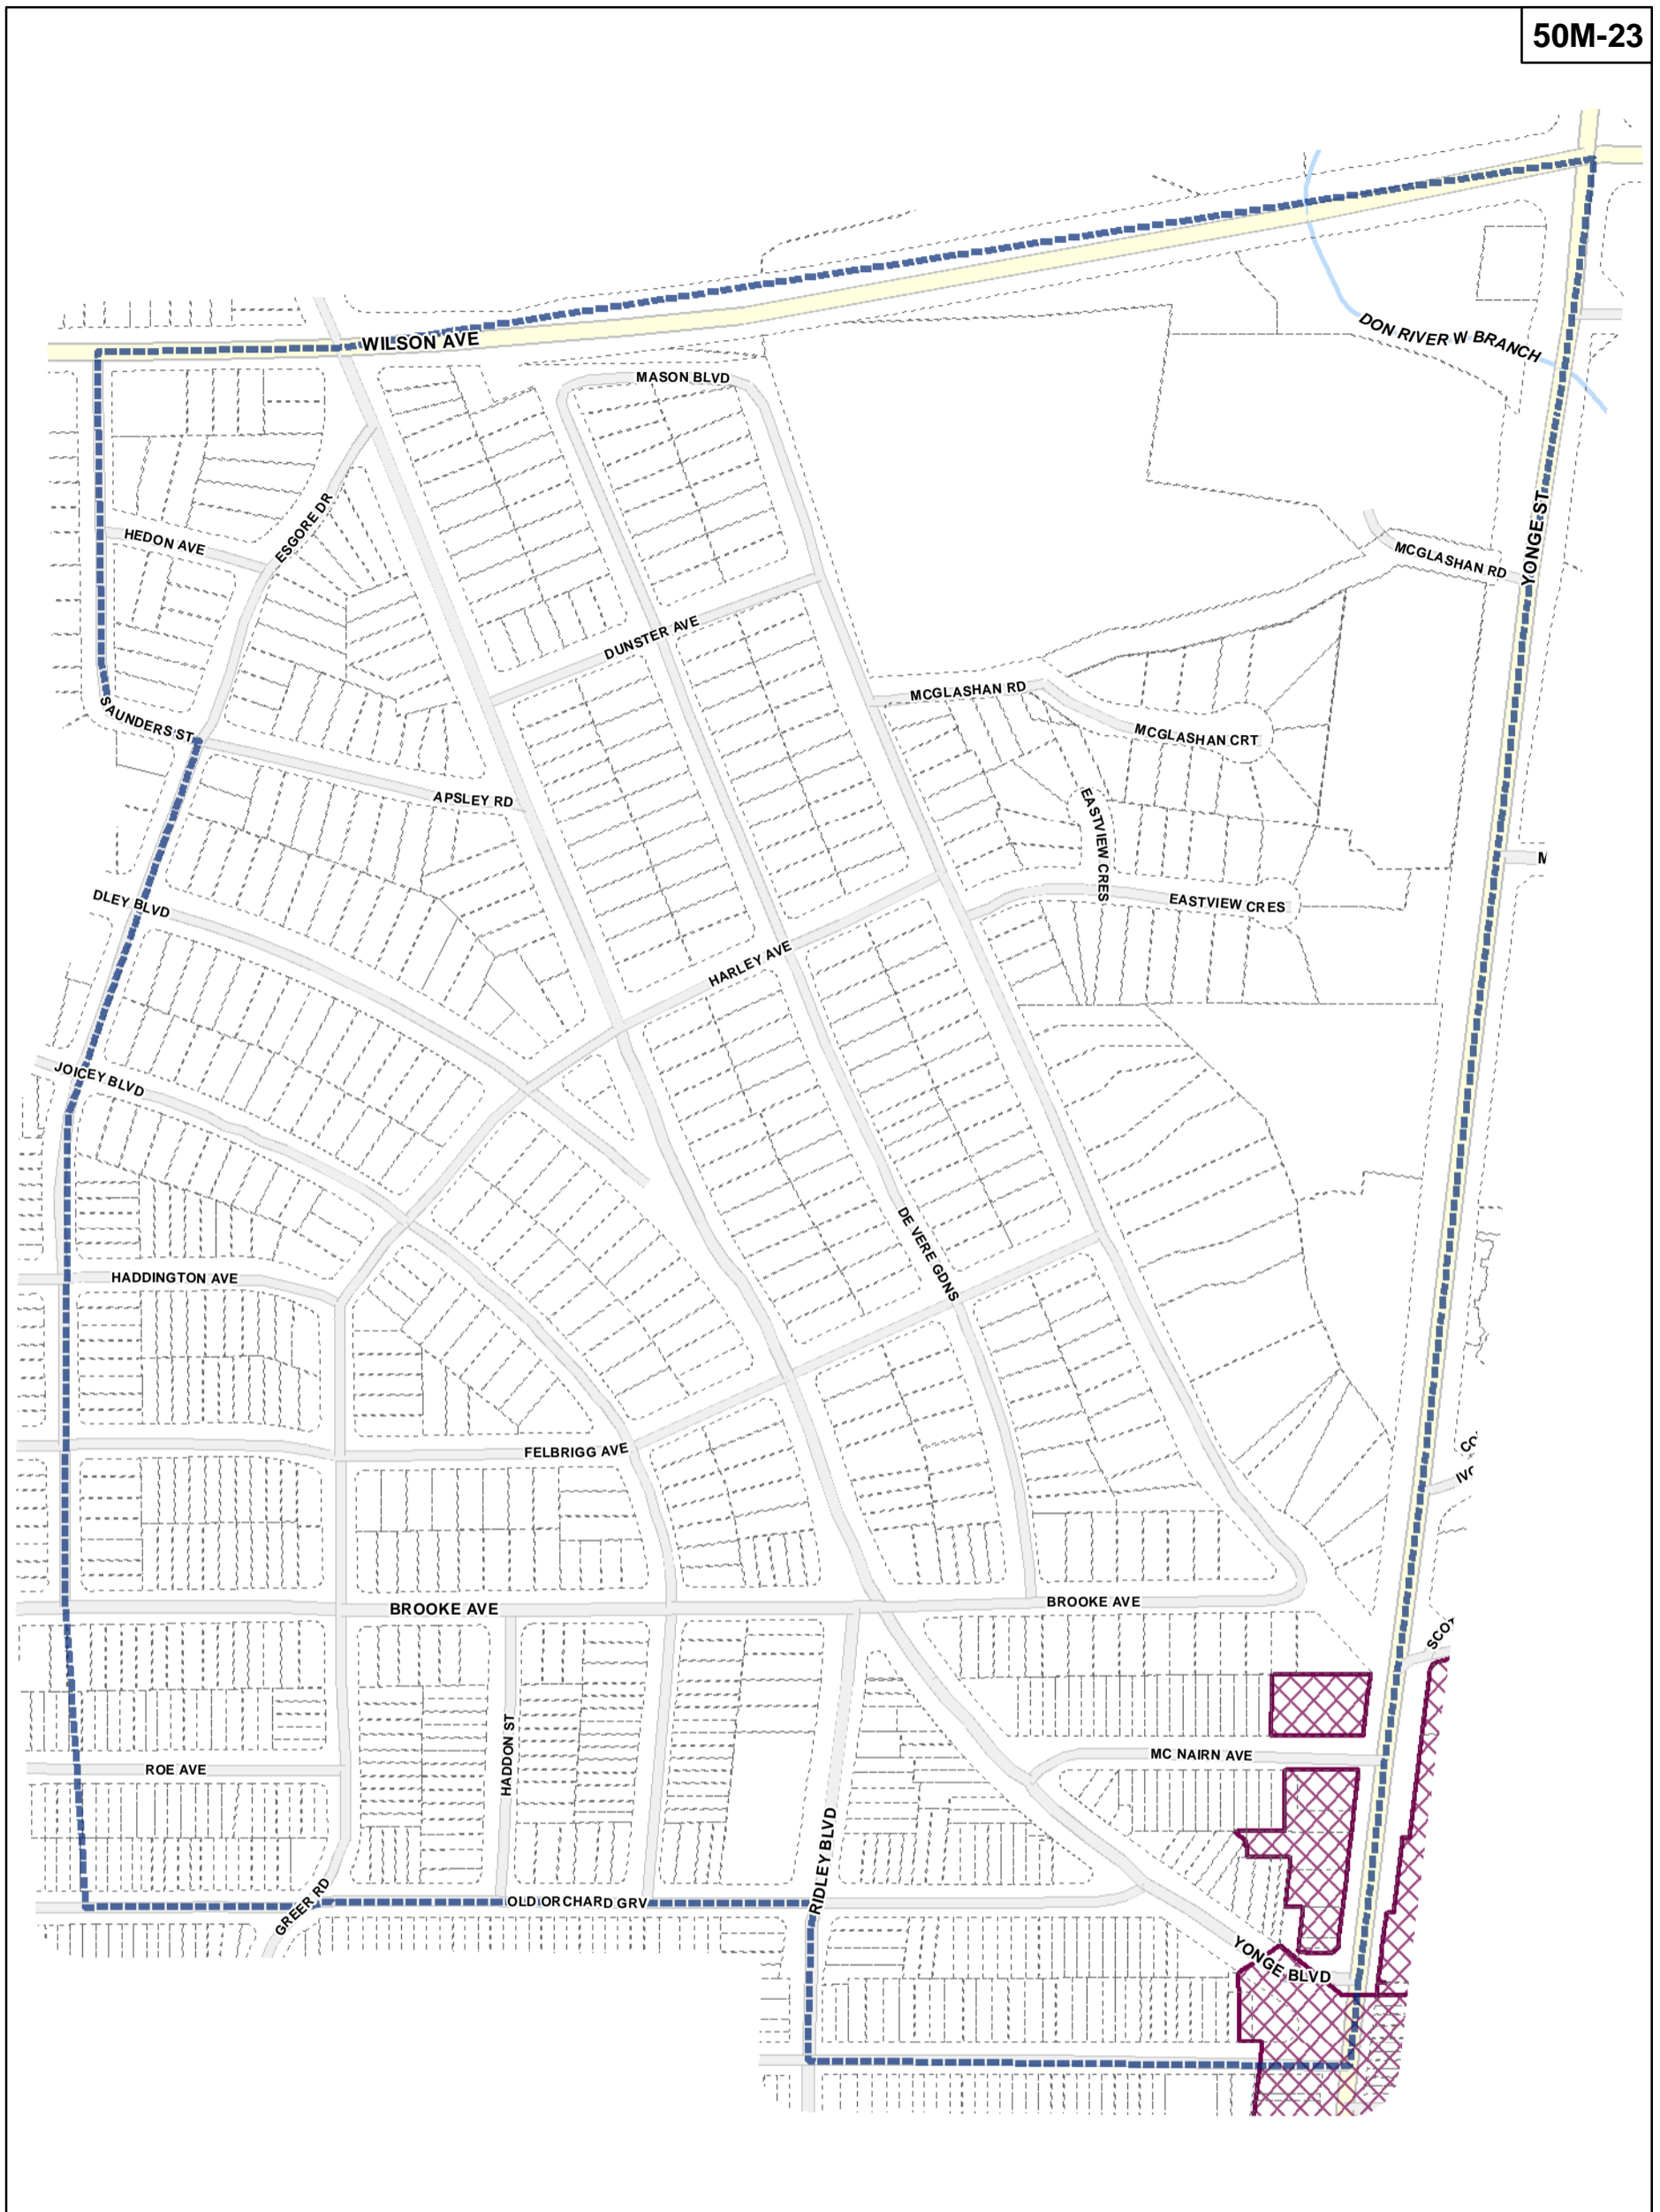 50M-23
WILSON AVE
DON RIVER W BRANCH
MASON BLVD
YONGE ST
ESGORE DR
HEDON AVE
MCGLASHAN RD
DUNSTER AVE
MCGLASHAN RD
SAUNDERS ST
MCGLASHAN CRT
APSLEY RD
EASTVIEW CRES
DLEY BLVD
EASTVIEW CRES
HARLEY AVE
JOICEY BLVD
DE VERE GDNS
HADDINGTON AVE
FELBRIGG AVE
CO
IVO
BROOKE AVE
BROOKE AVE
SCOT
HADDON ST
MC NAIRN AVE
ROE AVE
RIDLEY BLVD
OLD ORCHARD GRV
GREER RD
YONGE BLVD